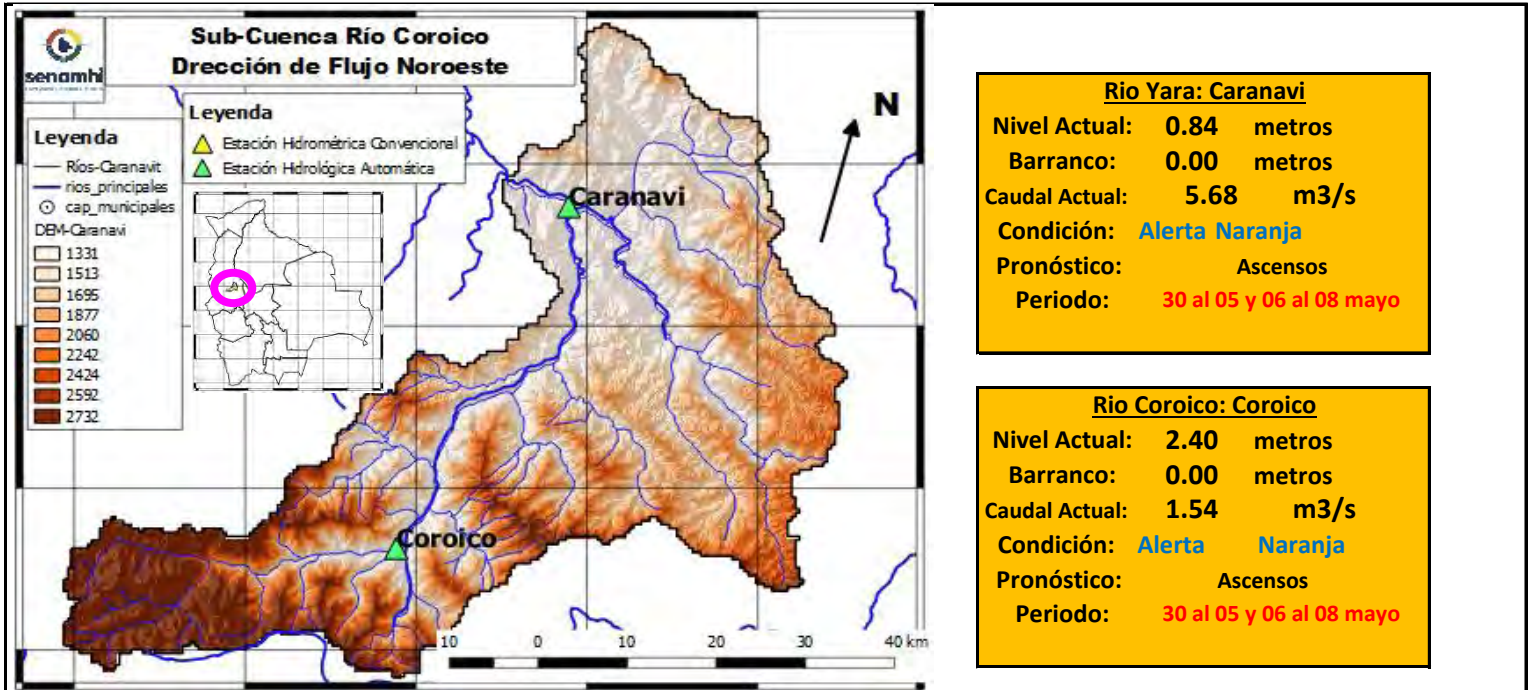 senamhi
Sub-Cuenca Río Coroico
Drección de Flujo Noroeste
Leyenda
Estación Hidrométrica Convencional
Estación Hidrológica Automática
Leyenda
Ríos-Caranavit
rios_principales
cap_municipales
DEM-Caranavi
1331
1513
1695
1877
2060
2242
2424
2592
2732
N
Caranavi
Coroico
10 0 10 20 30 40 km
Rio Yara: Caranavi
Nivel Actual: 0.84 metros
Barranco: 0.00 metros
Caudal Actual: 5.68 m3/s
Condición: Alerta Naranja
Pronóstico: Ascensos
Periodo: 30 al 05 y 06 al 08 mayo
Rio Coroico: Coroico
Nivel Actual: 2.40 metros
Barranco: 0.00 metros
Caudal Actual: 1.54 m3/s
Condición: Alerta Naranja
Pronóstico: Ascensos
Periodo: 30 al 05 y 06 al 08 mayo